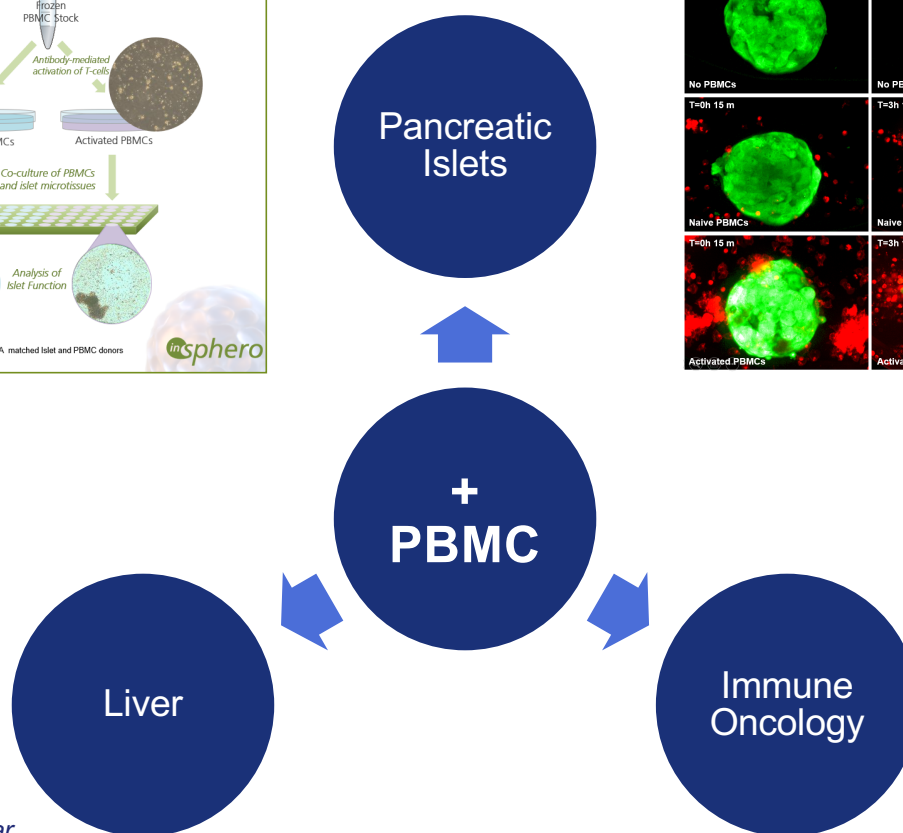 Frozen
PBMC Stock
Antibody-mediated
activation of T-cells
MCs
Activated PBMCs
Co-culture of PBMCs
and islet microtissues
Analysis of
Islet Function
A matched Islet and PBMC donors
insphero
Pancreatic
Islets
No PBMCs
No PB
T=0h 15 m
T=3h
Naive PBMCs
Naive
T=0h 15 m
T=3h
Activated PBMCs
Activa
+
PBMC
Liver
Immune
Oncology
ar